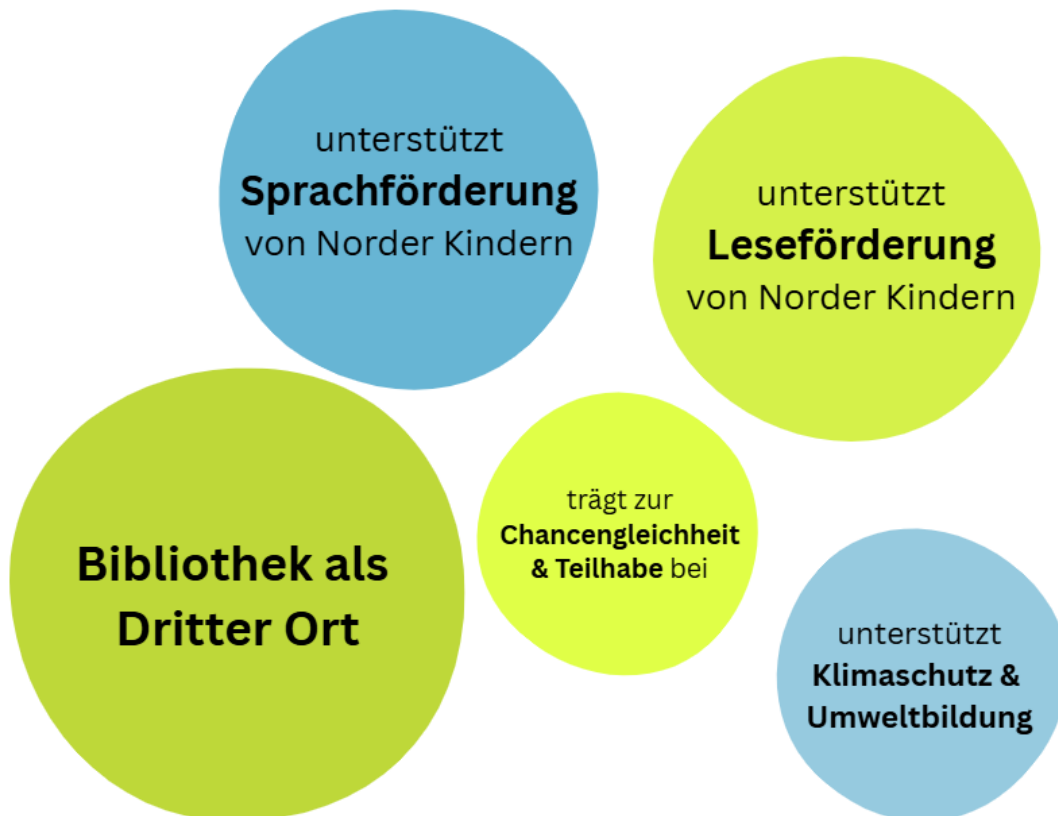 unterstützt
Sprachförderung
von Norder Kindern
unterstützt
Leseförderung
von Norder Kindern
Bibliothek als
Dritter Ort
trägt zur
Chancengleichheit
& Teilhabe bei
unterstützt
Klimaschutz &
Umweltbildung